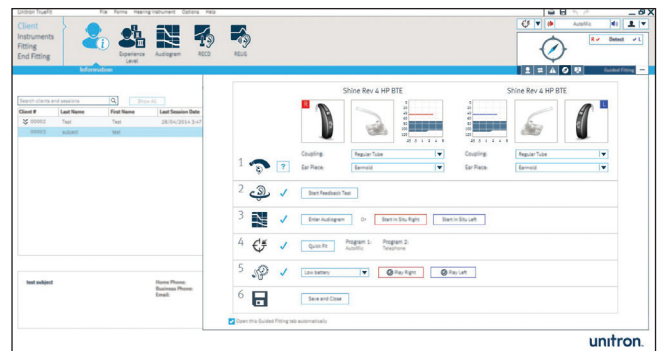 Unitron TrueFit
File Forms Hearing Instrument Options Help
Client
Instruments
Fitting
End Fitting
Information
Experience Level
Audiogram
RECD
REUG
AutoMic
R ✓ Detect ✓ L
Guided Fitting
Search clients and sessions
Show All
Client # Last Name First Name Last Session Date
00002 Test Test
00003 subject test
test subject
Home Phone:
Business Phone:
Email:
Shine Rev 4 HP BTE
Shine Rev 4 HP BTE
R
L
1
?
Coupling: Regular Tube
Ear Piece: Earmold
Coupling: Regular Tube
Ear Piece: Earmold
2 ✓ Start Feedback Test
3 ✓ Enter Audiogram Or Start In Situ Right Start In Situ Left
4 ✓ Quick Fit Program 1: AutoMic Program 2: Telephone
5 ✓ Low battery Play Right Play Left
6 Save and Close
Open this Guided Fitting tab automatically
unitron.